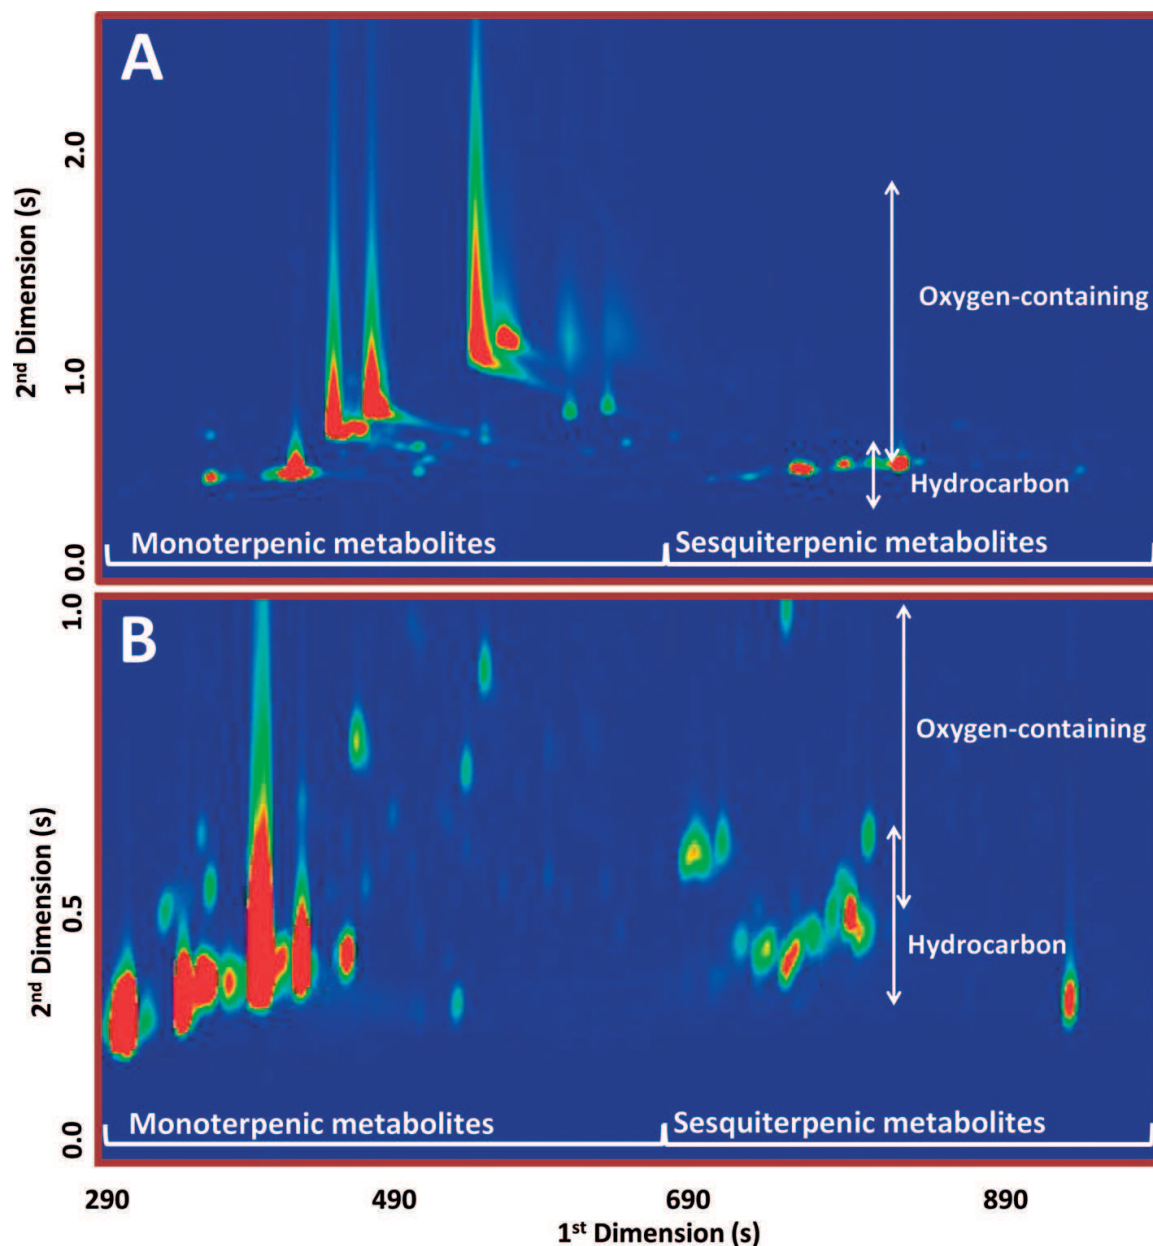 A
2.0
1.0
0.0
2nd Dimension (s)
Oxygen-containing
Hydrocarbon
Monoterpenic metabolites
Sesquiterpenic metabolites
B
1.0
0.5
0.0
2nd Dimension (s)
Oxygen-containing
Hydrocarbon
Monoterpenic metabolites
Sesquiterpenic metabolites
290 490 690 890
1st Dimension (s)